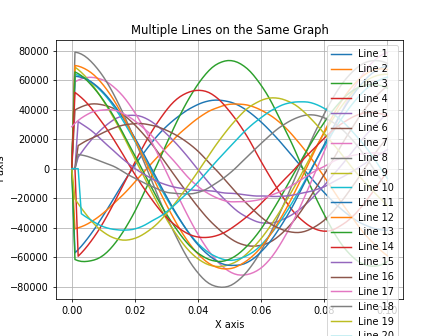 Multiple Lines on the Same Graph
80000
60000
40000
20000
0
−20000
−40000
−60000
−80000
0.00
0.02
0.04
0.06
X axis
Line 1
Line 2
Line 3
Line 4
Line 5
Line 6
Line 7
Line 8
Line 9
Line 10
Line 11
Line 12
Line 13
Line 14
Line 15
Line 16
Line 17
Line 18
Line 19
Line 20